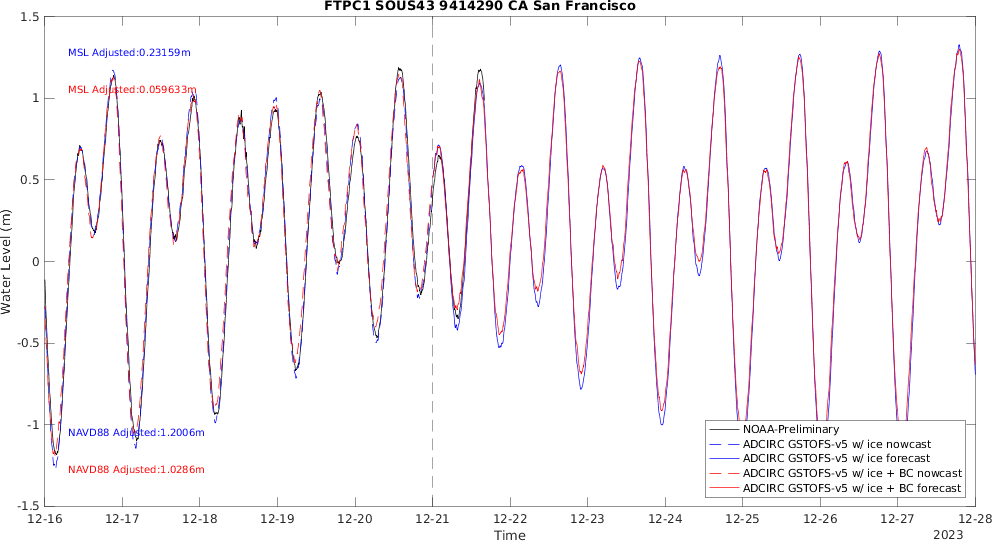 FTPC1 SOUS43 9414290 CA San Francisco
1.5
1
0.5
0
-0.5
-1
-1.5
Water Level (m)
MSL Adjusted:0.23159m
MSL Adjusted:0.059633m
NAVD88 Adjusted:1.2006m
NAVD88 Adjusted:1.0286m
NOAA-Preliminary
ADCIRC GSTOFS-v5 w/ ice nowcast
ADCIRC GSTOFS-v5 w/ ice forecast
ADCIRC GSTOFS-v5 w/ ice + BC nowcast
ADCIRC GSTOFS-v5 w/ ice + BC forecast
12-16 12-17 12-18 12-19 12-20 12-21 12-22 12-23 12-24 12-25 12-26 12-27 12-28
Time
2023